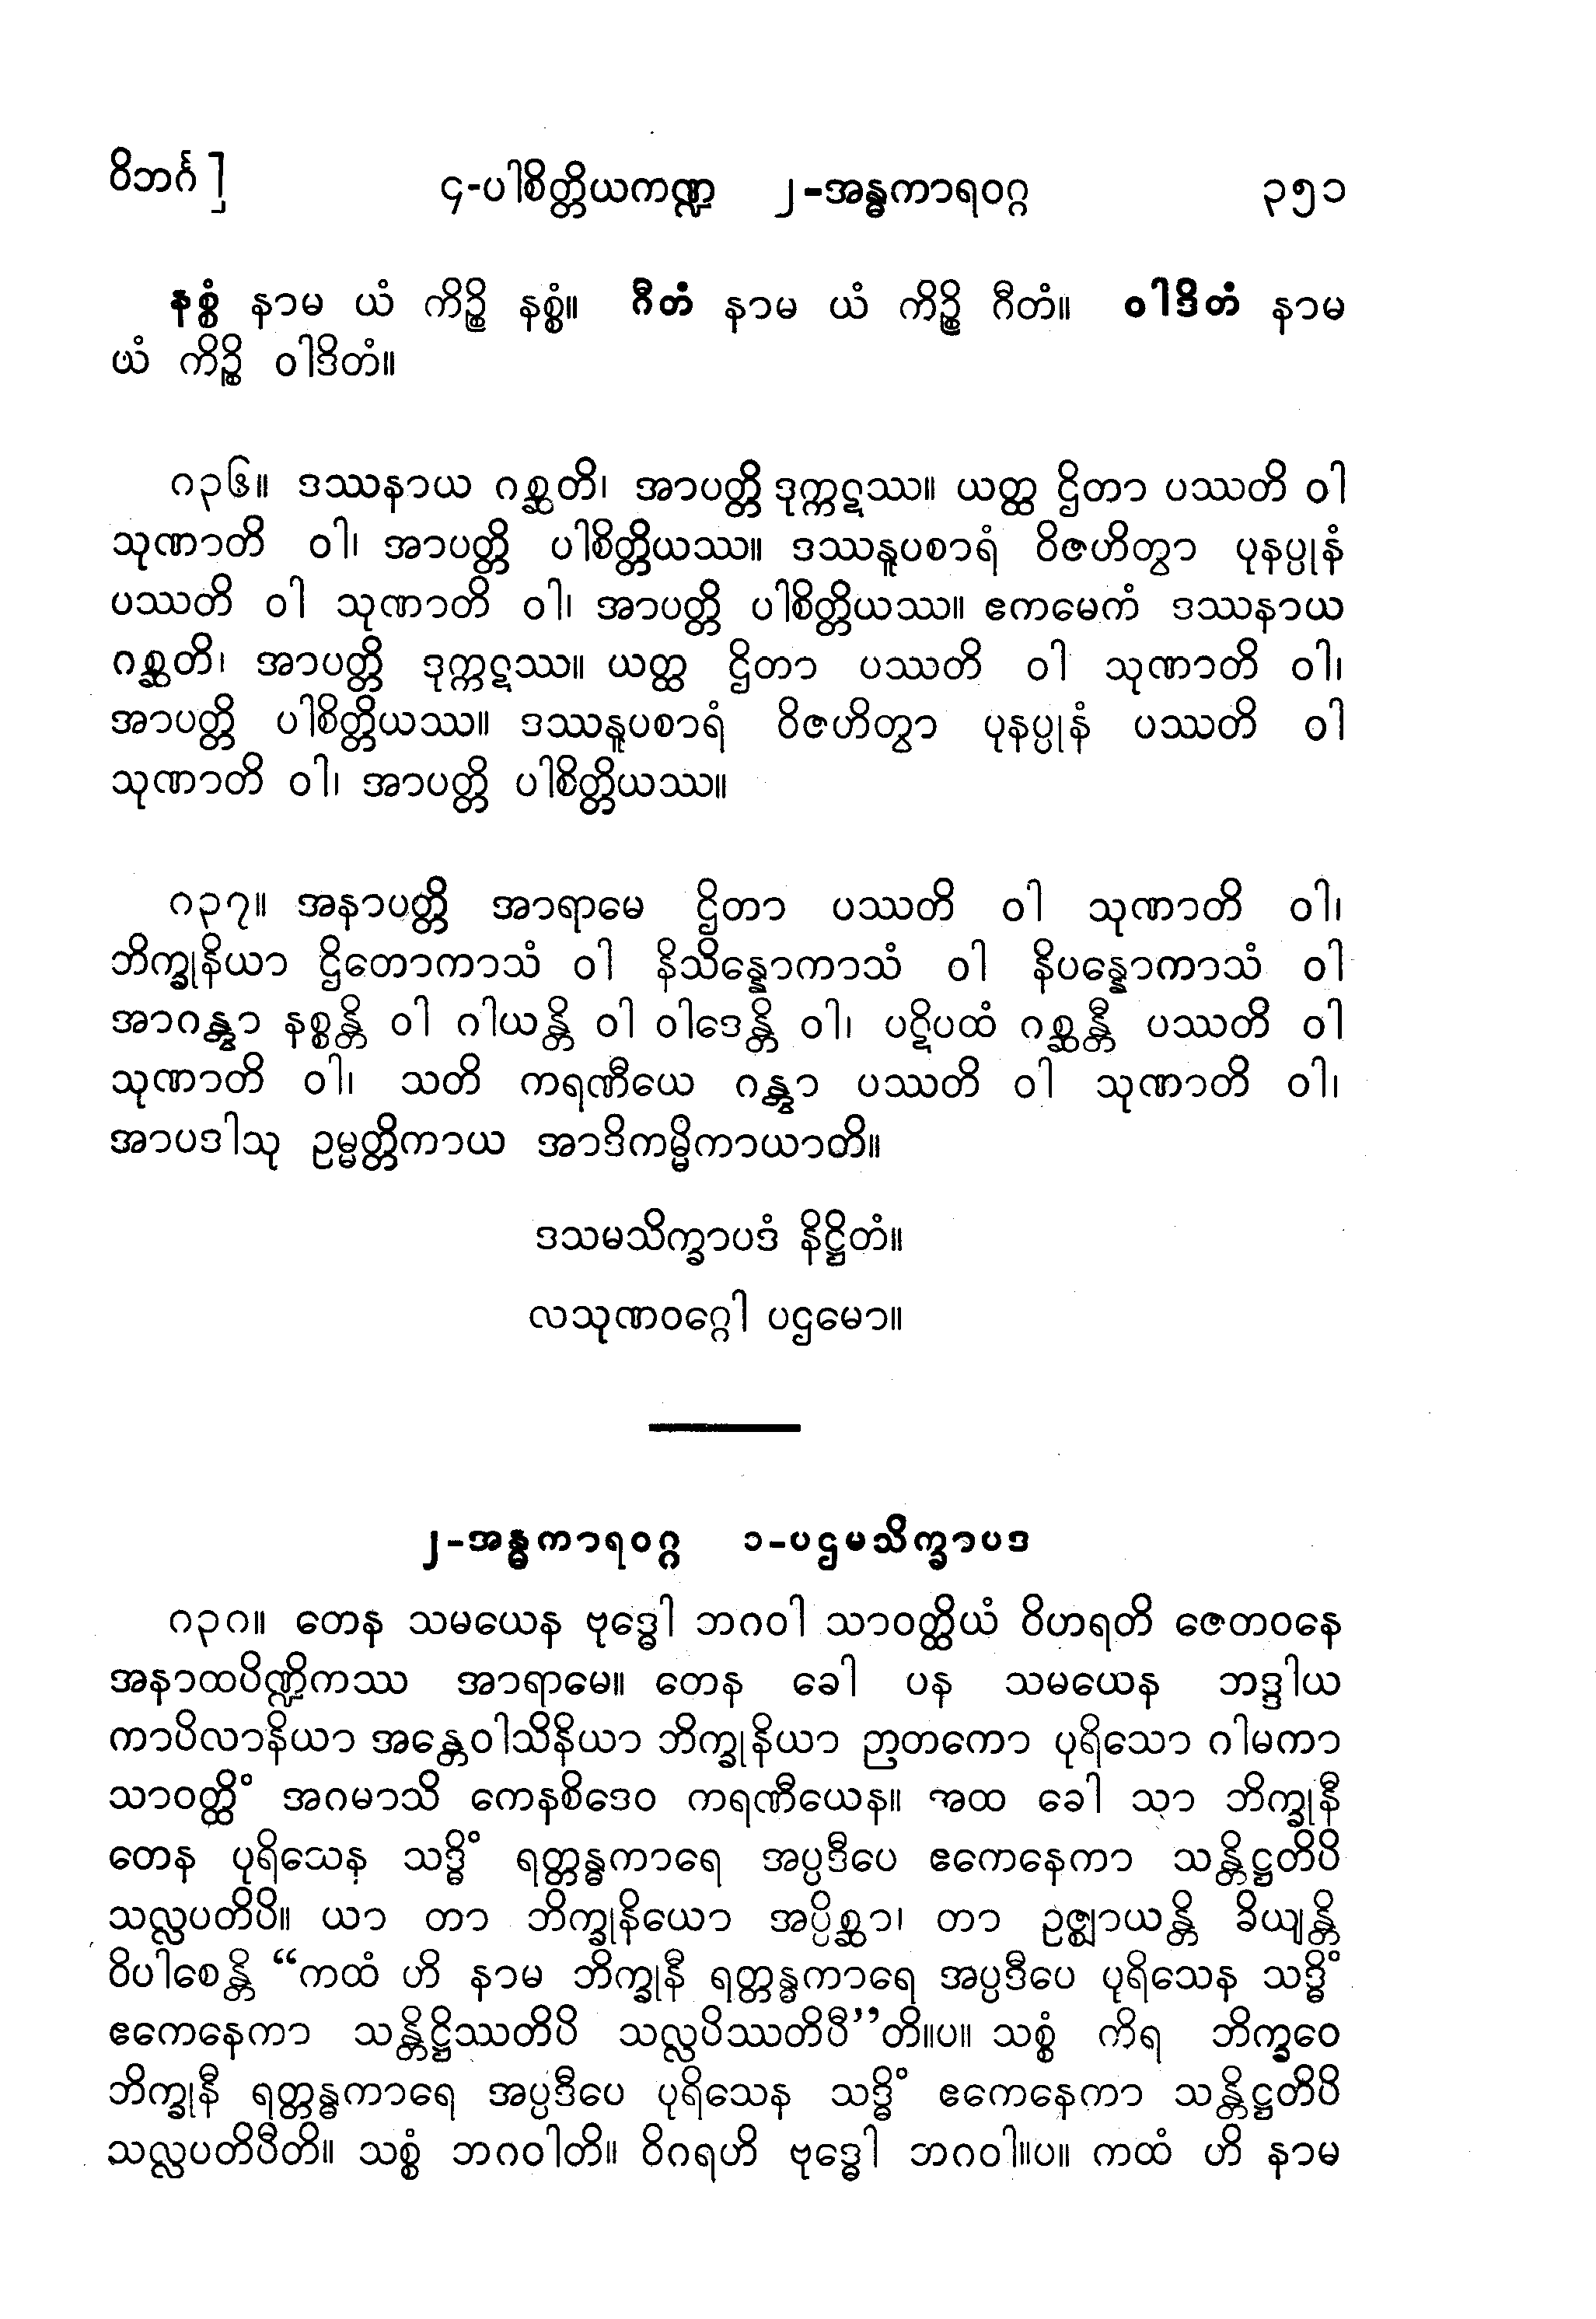 ဝိဘင်္ဂ] ၄-ပါစိတ္တိယကဏ္ဍ ၂-အန္ဓကာရဝဂ္ဂ ၃၅၁
နစ္စံ နာမ ယံ ကိဉ္စိ နစ္စံ။ ဂီတံ နာမ ယံ ကိဉ္စိ ဂီတံ။ ဝါဒိတံ နာမ
ယံ ကိဉ္စိ ဝါဒိတံ။
၈၃၆။ ဒဿနာယ ဂစ္ဆတိ၊ အာပတ္တိ ဒုက္ကဋဿ။ ယတ္ထ ဌိတာ ပဿတိ ဝါ
သုဏာတိ ဝါ၊ အာပတ္တိ ပါစိတ္တိယဿ။ ဒဿနူပစာရံ ဝိဇဟိတွာ ပုနပ္ပုနံ
ပဿတိ ဝါ သုဏာတိ ဝါ၊ အာပတ္တိ ပါစိတ္တိယဿ။ ဧကမေကံ ဒဿနာယ
ဂစ္ဆတိ၊ အာပတ္တိ ဒုက္ကဋဿ။ ယတ္ထ ဌိတာ ပဿတိ ဝါ သုဏာတိ ဝါ၊
အာပတ္တိ ပါစိတ္တိယဿ။ ဒဿနူပစာရံ ဝိဇဟိတွာ ပုနပ္ပုနံ ပဿတိ ဝါ
သုဏာတိ ဝါ၊ အာပတ္တိ ပါစိတ္တိယဿ။
၈၃၇။ အနာပတ္တိ အာရာမေ ဌိတာ ပဿတိ ဝါ သုဏာတိ ဝါ၊
ဘိက္ခုနိယာ ဌိတောကာသံ ဝါ နိသိန္နောကာသံ ဝါ နိပန္နောကာသံ ဝါ
အာဂန္တွာ နစ္စန္တိ ဝါ ဂါယန္တိ ဝါ ဝါဒေန္တိ ဝါ၊ ပဋိပထံ ဂစ္ဆန္တီ ပဿတိ ဝါ
သုဏာတိ ဝါ၊ သတိ ကရဏီယေ ဂန္တွာ ပဿတိ ဝါ သုဏာတိ ဝါ၊
အာပဒါသု ဥမ္မတ္တိကာယ အာဒိကမ္မိကာယာတိ။
ဒသမသိက္ခာပဒံ နိဋ္ဌိတံ။
လသုဏဝဂ္ဂေါ ပဌမော။
၂-အန္ဓကာရဝဂ္ဂ ၁-ပဌမသိက္ခာပဒ
၈၃၈။ တေန သမယေန ဗုဒ္ဓေါ ဘဂဝါ သာဝတ္ထိယံ ဝိဟရတိ ဇေတဝနေ
အနာထပိဏ္ဍိကဿ အာရာမေ။ တေန ခေါ ပန သမယေန ဘဒ္ဒါယ
ကာပိလာနိယာ အန္တေဝါသိနိယာ ဘိက္ခုနိယာ ဉာတကော ပုရိသော ဂါမကာ
သာဝတ္ထိံ အဂမာသိ ကေနစိဒေဝ ကရဏီယေန။ အထ ခေါ သာ ဘိက္ခုနီ
တေန ပုရိသေန သဒ္ဓိံ ရတ္တန္ဓကာရေ အပ္ပဒီပေ ဧကေနေကာ သန္တိဋ္ဌတိပိ
သလ္လပတိပိ။ ယာ တာ ဘိက္ခုနိယော အပ္ပိစ္ဆာ၊ တာ ဥဇ္ဈာယန္တိ ခိယျန္တိ
ဝိပါစေန္တိ “ကထံ ဟိ နာမ ဘိက္ခုနီ ရတ္တန္ဓကာရေ အပ္ပဒီပေ ပုရိသေန သဒ္ဓိံ
ဧကေနေကာ သန္တိဋ္ဌိဿတိပိ သလ္လပိဿတိပီ”တိ။ပ။ သစ္စံ ကိရ ဘိက္ခဝေ
ဘိက္ခုနီ ရတ္တန္ဓကာရေ အပ္ပဒီပေ ပုရိသေန သဒ္ဓိံ ဧကေနေကာ သန္တိဋ္ဌတိပိ
သလ္လပတိပီတိ။ သစ္စံ ဘဂဝါတိ။ ဝိဂရဟိ ဗုဒ္ဓေါ ဘဂဝါ။ပ။ ကထံ ဟိ နာမ